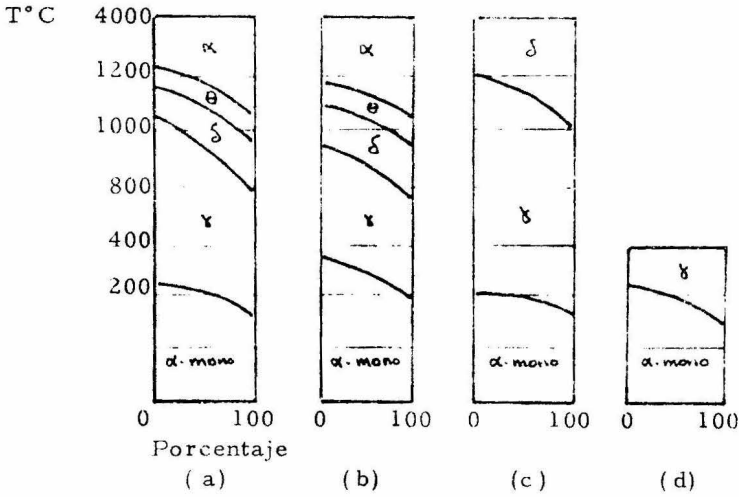 T°C
4000
1200
1000
800
400
200
α
θ
δ
γ
α-mono
α
θ
δ
γ
α-mono
δ
γ
α-mono
γ
α-mono
0 100 0 100 0 100 0 100
Porcentaje
(a) (b) (c) (d)